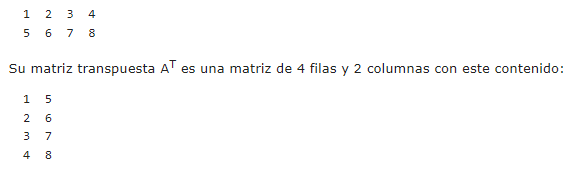 1 2 3 4
5 6 7 8
Su matriz transpuesta Aᵀ es una matriz de 4 filas y 2 columnas con este contenido:
1 5
2 6
3 7
4 8